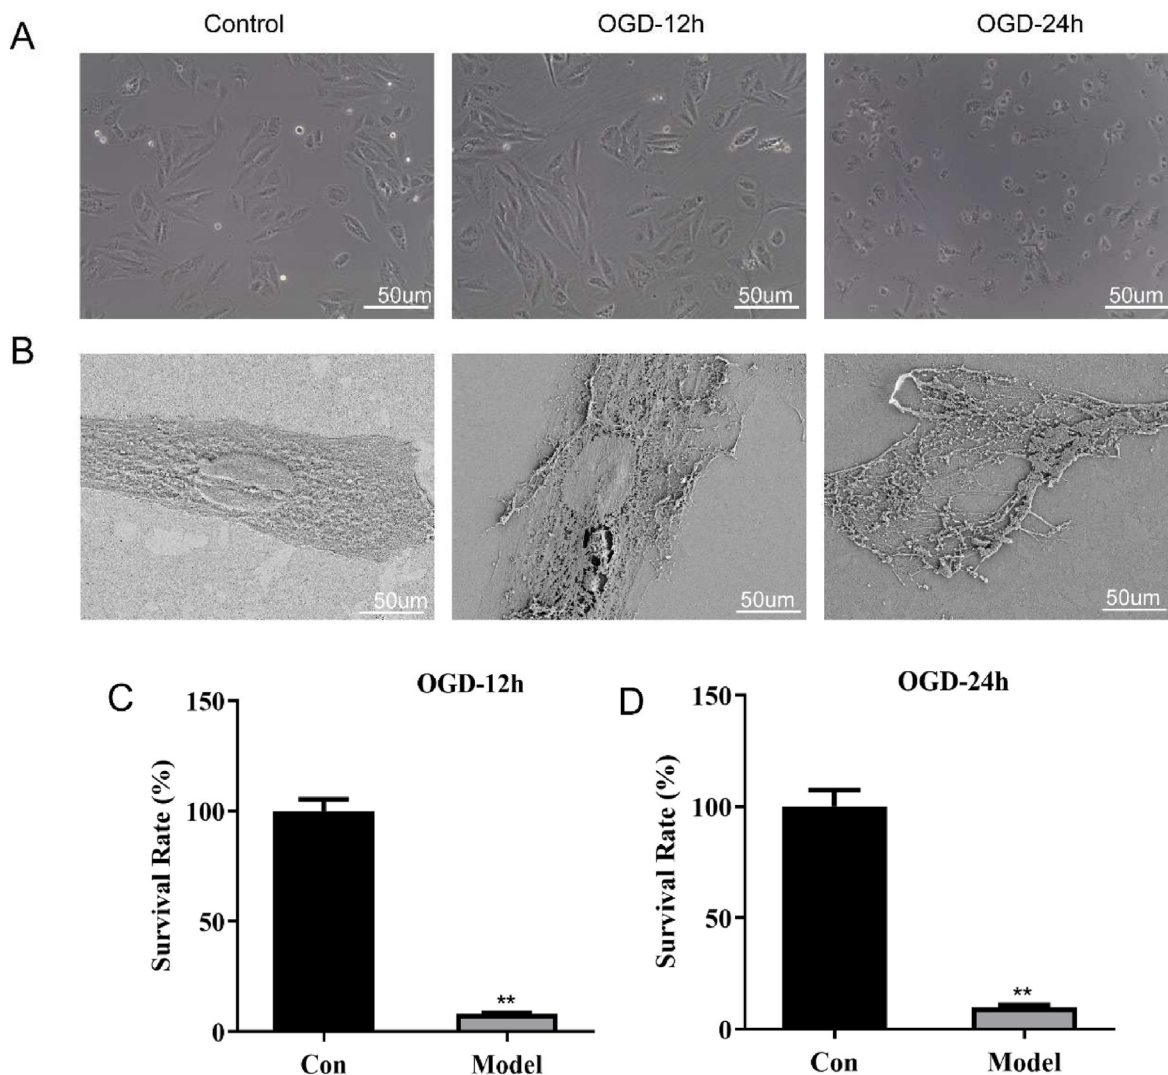 A
Control
OGD-12h
OGD-24h
50um
50um
50um
B
50um
50um
50um
C
OGD-12h
Survival Rate (%)
150
100
50
0
**
Con
Model
D
OGD-24h
Survival Rate (%)
150
100
50
0
**
Con
Model